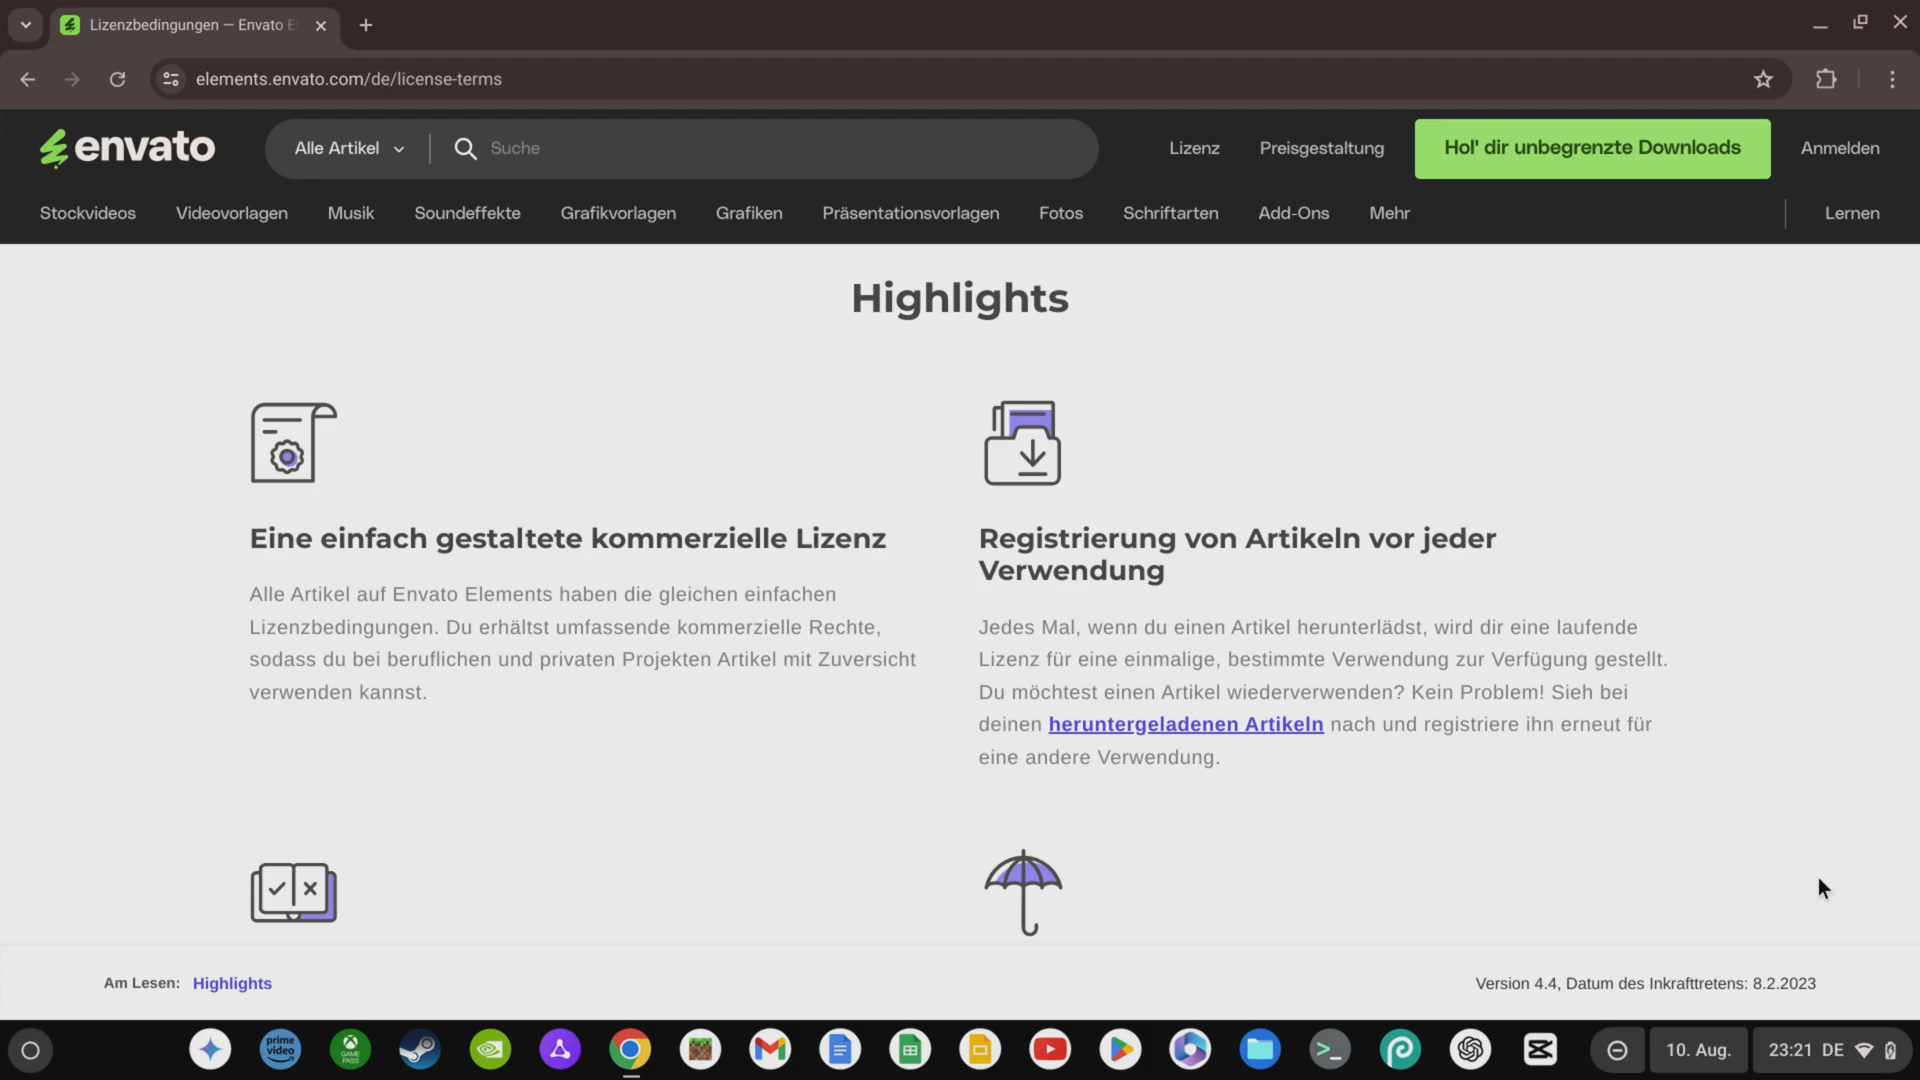 Lizenzbedingungen — Envato E
elements.envato.com/de/license-terms
envato
Alle Artikel
Suche
Lizenz
Preisgestaltung
Hol' dir unbegrenzte Downloads
Anmelden
Stockvideos
Videovorlagen
Musik
Soundeffekte
Grafikvorlagen
Grafiken
Präsentationsvorlagen
Fotos
Schriftarten
Add-Ons
Mehr
Lernen
Highlights
Eine einfach gestaltete kommerzielle Lizenz
Alle Artikel auf Envato Elements haben die gleichen einfachen
Lizenzbedingungen. Du erhältst umfassende kommerzielle Rechte,
sodass du bei beruflichen und privaten Projekten Artikel mit Zuversicht
verwenden kannst.
Registrierung von Artikeln vor jeder
Verwendung
Jedes Mal, wenn du einen Artikel herunterlädst, wird dir eine laufende
Lizenz für eine einmalige, bestimmte Verwendung zur Verfügung gestellt.
Du möchtest einen Artikel wiederverwenden? Kein Problem! Sieh bei
deinen heruntergeladenen Artikeln nach und registriere ihn erneut für
eine andere Verwendung.
Am Lesen: Highlights
Version 4.4, Datum des Inkrafttretens: 8.2.2023
prime
video
GAME
PASS
10. Aug.
23:21 DE